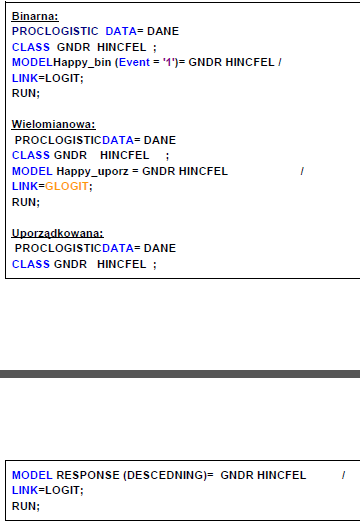 Binarna:
PROCLOGISTIC DATA= DANE
CLASS GNDR HINCFEL ;
MODELHappy_bin (Event = '1')= GNDR HINCFEL /
LINK=LOGIT;
RUN;
Wielomianowa:
PROCLOGISTICDATA= DANE
CLASS GNDR HINCFEL ;
MODEL Happy_uporz = GNDR HINCFEL /
LINK=GLOGIT;
RUN;
Uporządkowana:
PROCLOGISTICDATA= DANE
CLASS GNDR HINCFEL ;
MODEL RESPONSE (DESCEDNING)= GNDR HINCFEL /
LINK=LOGIT;
RUN;